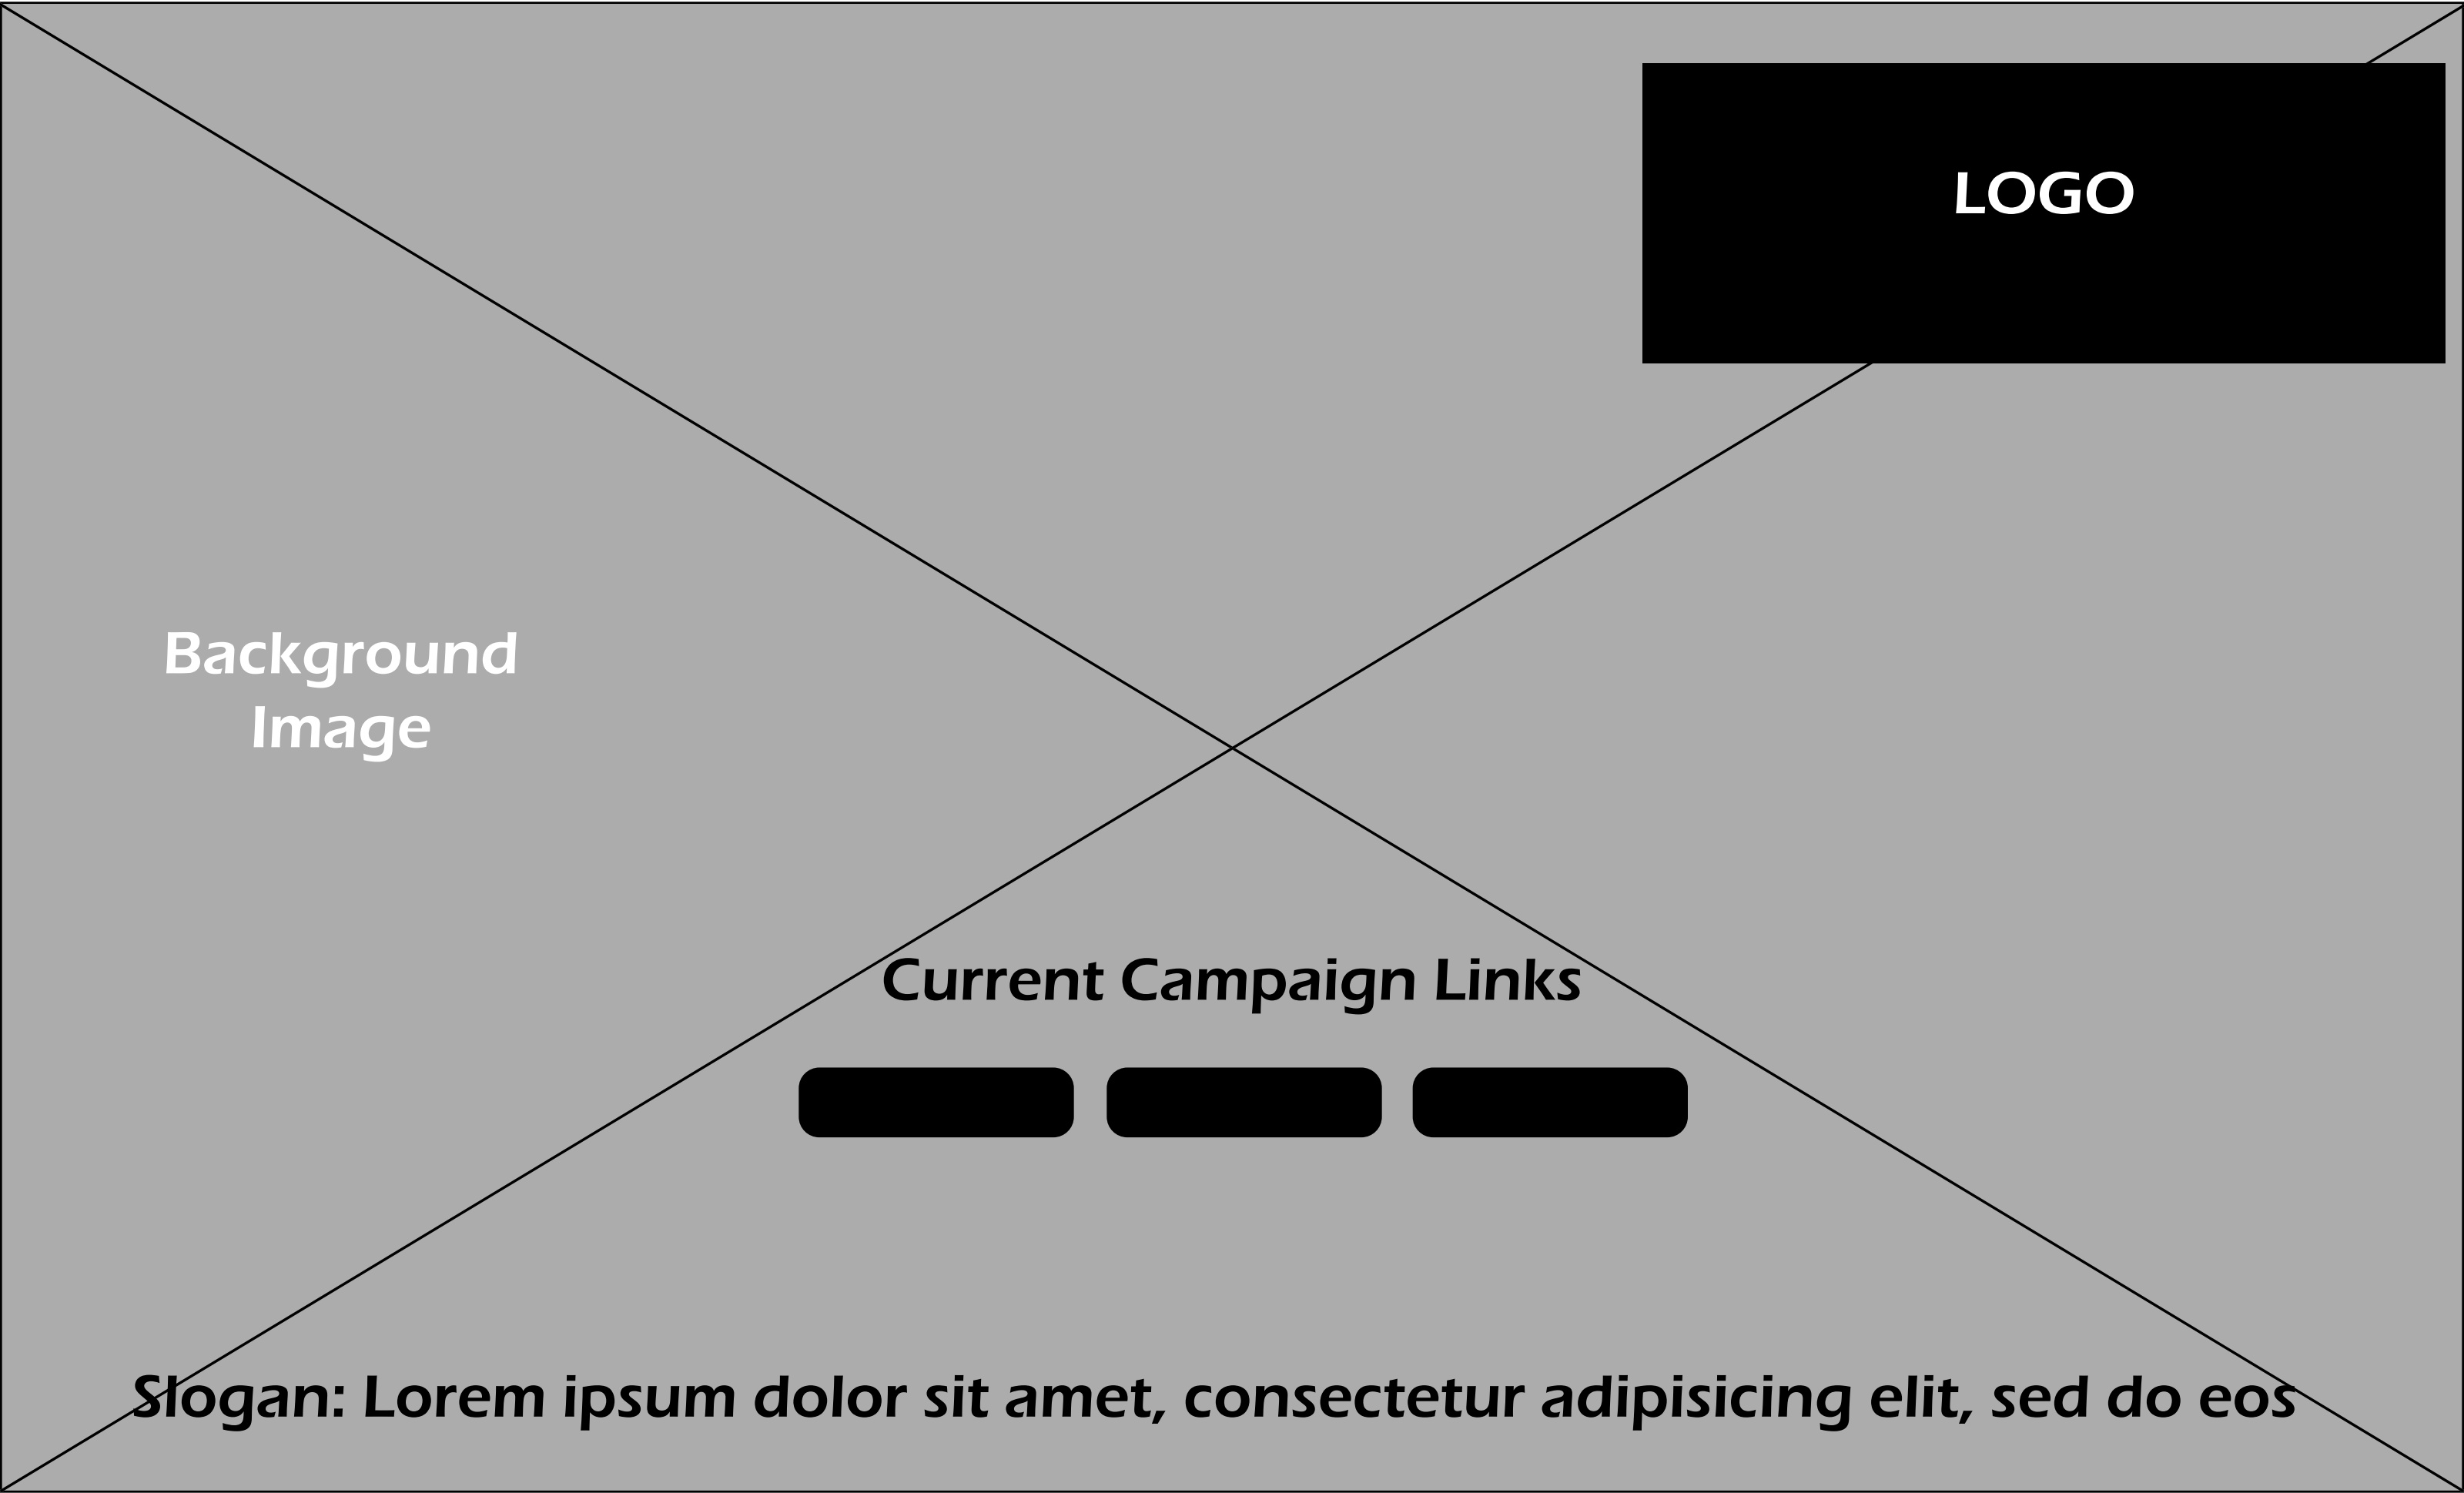 LOGO
Background
Image
Current Campaign Links
Slogan: Lorem ipsum dolor sit amet, consectetur adipisicing elit, sed do eos